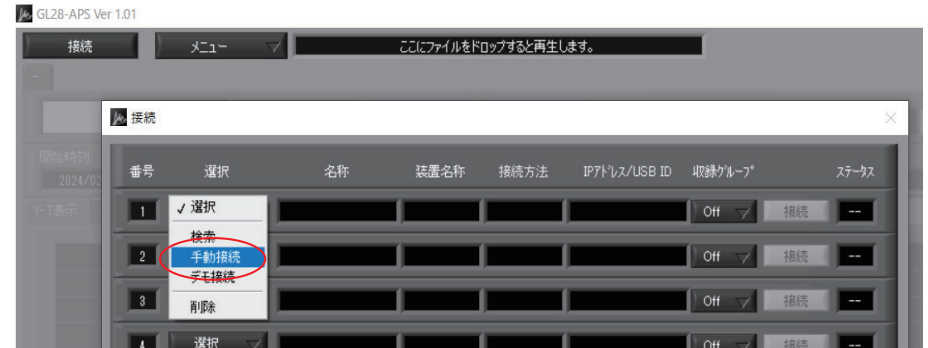 GL28-APS Ver 1.01
接続 メニュー ここにファイルをドロップすると再生します。
接続
開始時刻
2024/02
Y-T表示
番号 選択 名称 装置名称 接続方法 IPｱﾄﾞﾚｽ/USB ID 収録ｸﾞﾙｰﾌﾟ ステータス
1 ✓ 選択 Off 接続 --
検索
2 手動接続 Off 接続 --
デモ接続
3 削除 Off 接続 --
4 選択 Off 接続 --